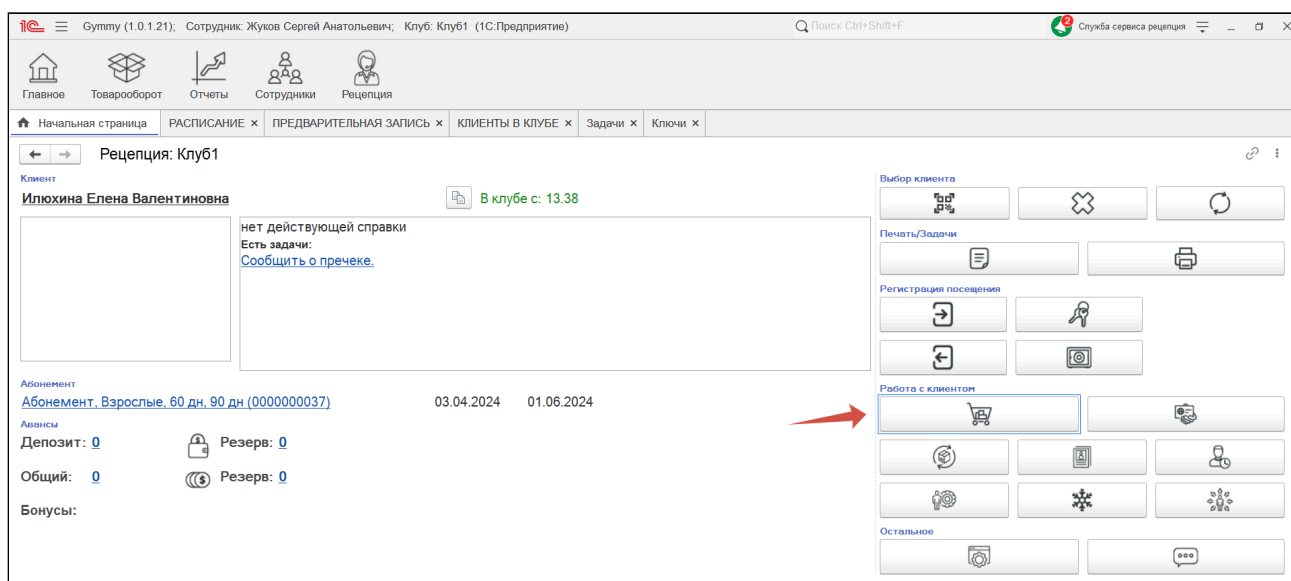 1С Gymmy (1.0.1.21); Сотрудник: Жуков Сергей Анатольевич; Клуб: Клуб1 (1С:Предприятие) Поиск Ctrl+Shift+F 2 Служба сервиса рецепция
Главное Товарооборот Отчеты Сотрудники Рецепция
Начальная страница РАСПИСАНИЕ × ПРЕДВАРИТЕЛЬНАЯ ЗАПИСЬ × КЛИЕНТЫ В КЛУБЕ × Задачи × Ключи ×
Рецепция: Клуб1
Клиент
Илюхина Елена Валентиновна В клубе с: 13.38
нет действующей справки
Есть задачи:
Сообщить о пречеке.
Абонемент
Абонемент, Взрослые, 60 дн, 90 дн (0000000037) 03.04.2024 01.06.2024
Авансы
Депозит: 0 Резерв: 0
Общий: 0 Резерв: 0
Бонусы:
Выбор клиента
Печать/Задачи
Регистрация посещения
Работа с клиентом
Остальное